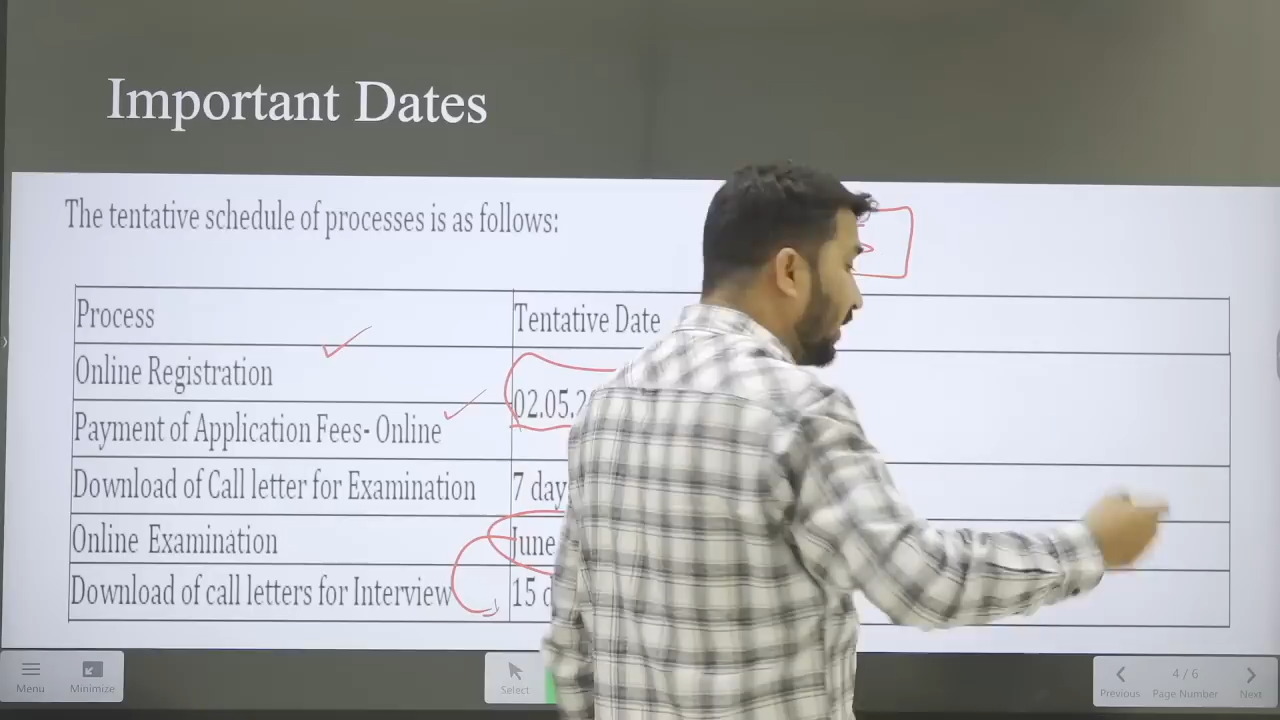 Important Dates
The tentative schedule of processes is as follows:
Process Tentative Date
Online Registration
02.05.2
Payment of Application Fees- Online
Download of Call letter for Examination 7
Online Examination June
Download of call letters for Interview 15
Menu Minimize Select Previous 4 / 6 Page Number Next